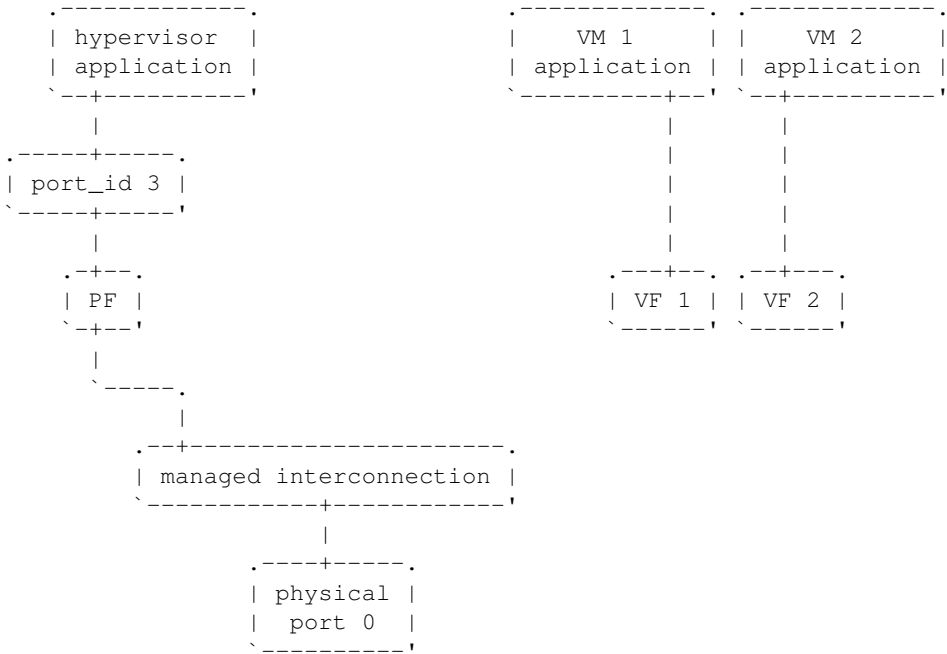 hypervisor
application
VM 1
application
VM 2
application
port_id 3
PF
VF 1
VF 2
managed interconnection
physical
port 0